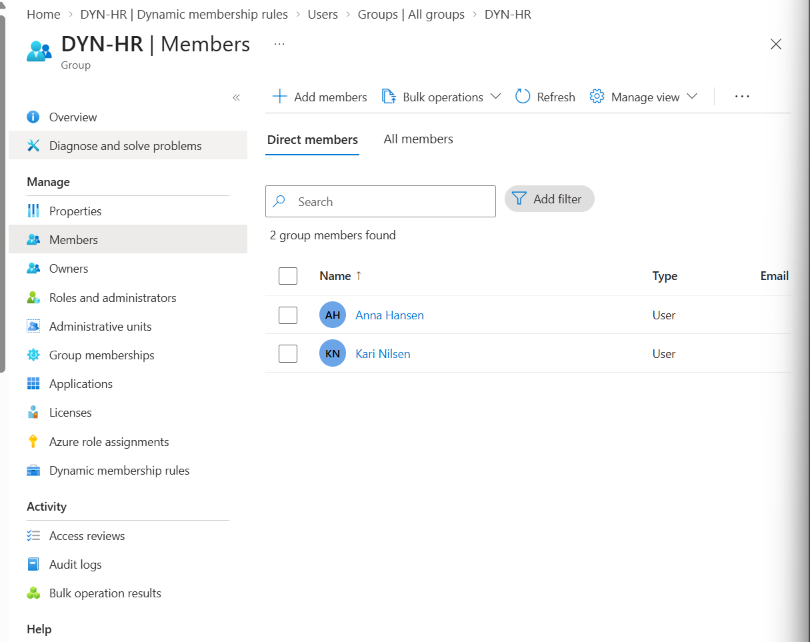 Home > DYN-HR | Dynamic membership rules > Users > Groups | All groups > DYN-HR
DYN-HR | Members ...
Group
«
Overview
Diagnose and solve problems
Manage
Properties
Members
Owners
Roles and administrators
Administrative units
Group memberships
Applications
Licenses
Azure role assignments
Dynamic membership rules
Activity
Access reviews
Audit logs
Bulk operation results
Help
+ Add members Bulk operations Refresh Manage view ...
Direct members All members
Search Add filter
2 group members found
Name ↑ Type Email
AH Anna Hansen User
KN Kari Nilsen User